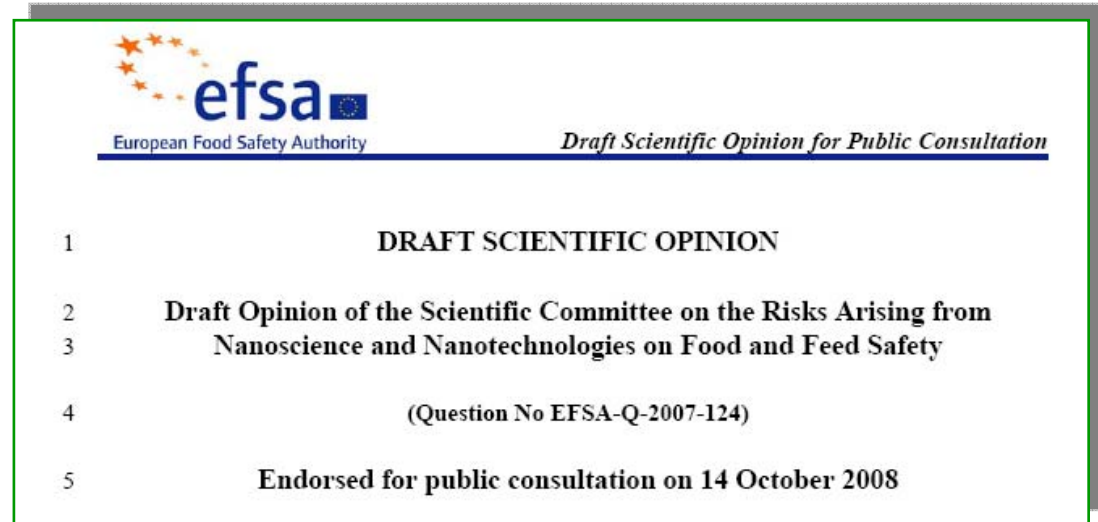 efsa
European Food Safety Authority
Draft Scientific Opinion for Public Consultation
1 DRAFT SCIENTIFIC OPINION
2 Draft Opinion of the Scientific Committee on the Risks Arising from
3 Nanoscience and Nanotechnologies on Food and Feed Safety
4 (Question No EFSA-Q-2007-124)
5 Endorsed for public consultation on 14 October 2008